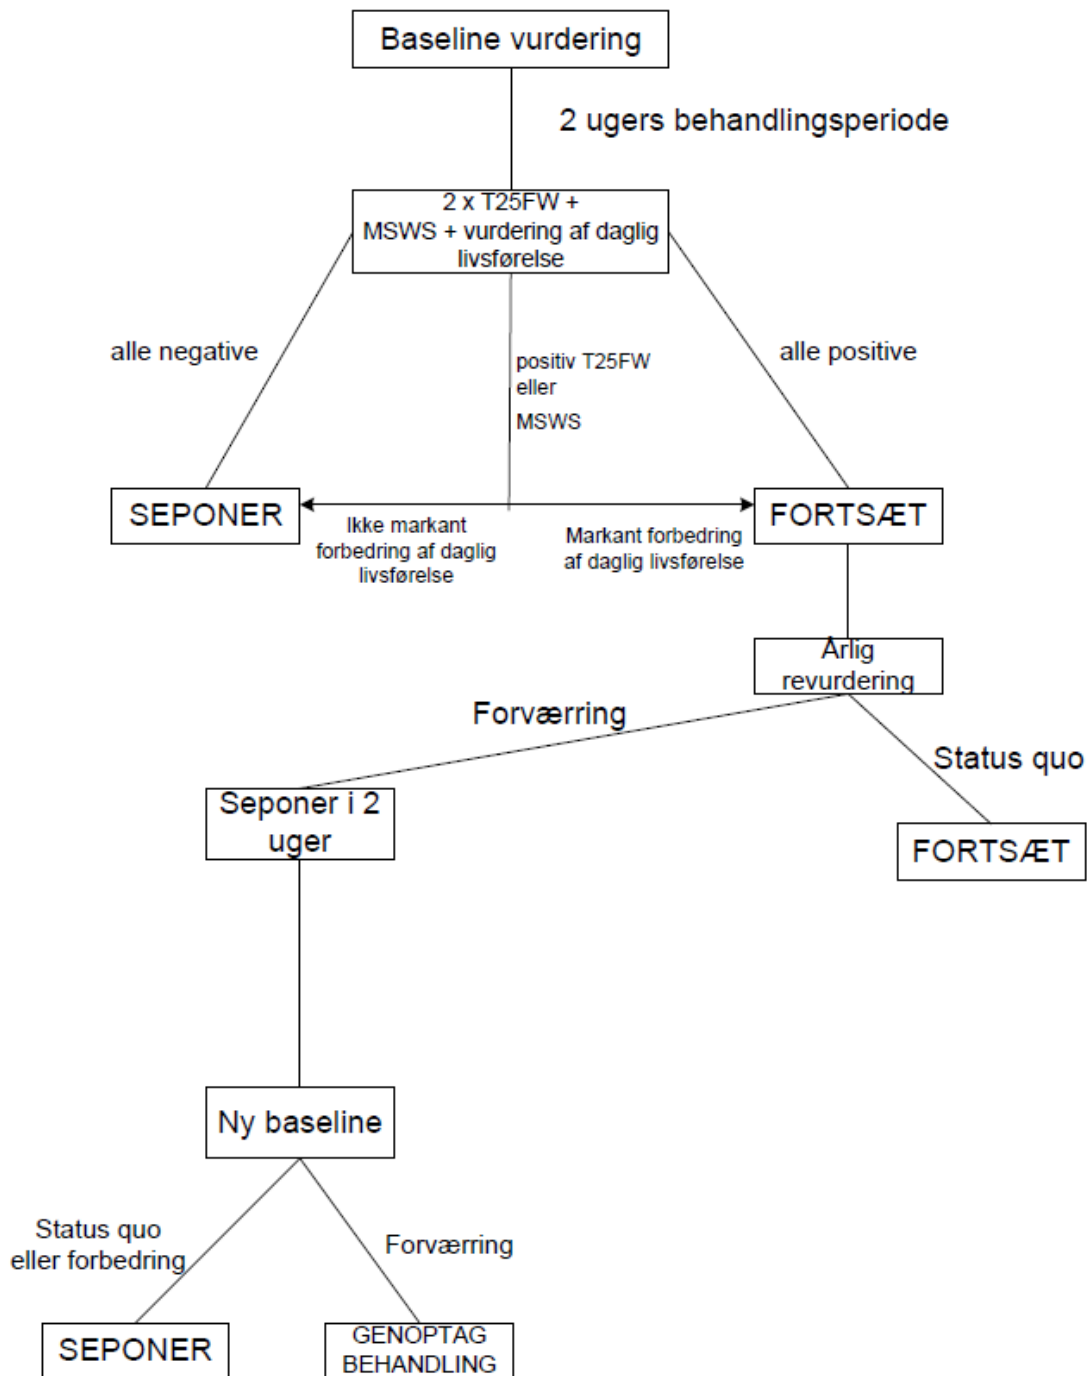 Baseline vurdering
2 ugers behandlingsperiode
2 x T25FW +
MSWS + vurdering af daglig
livsførelse
alle negative
positiv T25FW
eller
MSWS
alle positive
SEPONER
FORTSÆT
Ikke markant
forbedring af daglig
livsførelse
Markant forbedring
af daglig livsførelse
Årlig
revurdering
Forværring
Status quo
Seponer i 2
uger
FORTSÆT
Ny baseline
Status quo
eller forbedring
Forværring
SEPONER
GENOPTAG
BEHANDLING